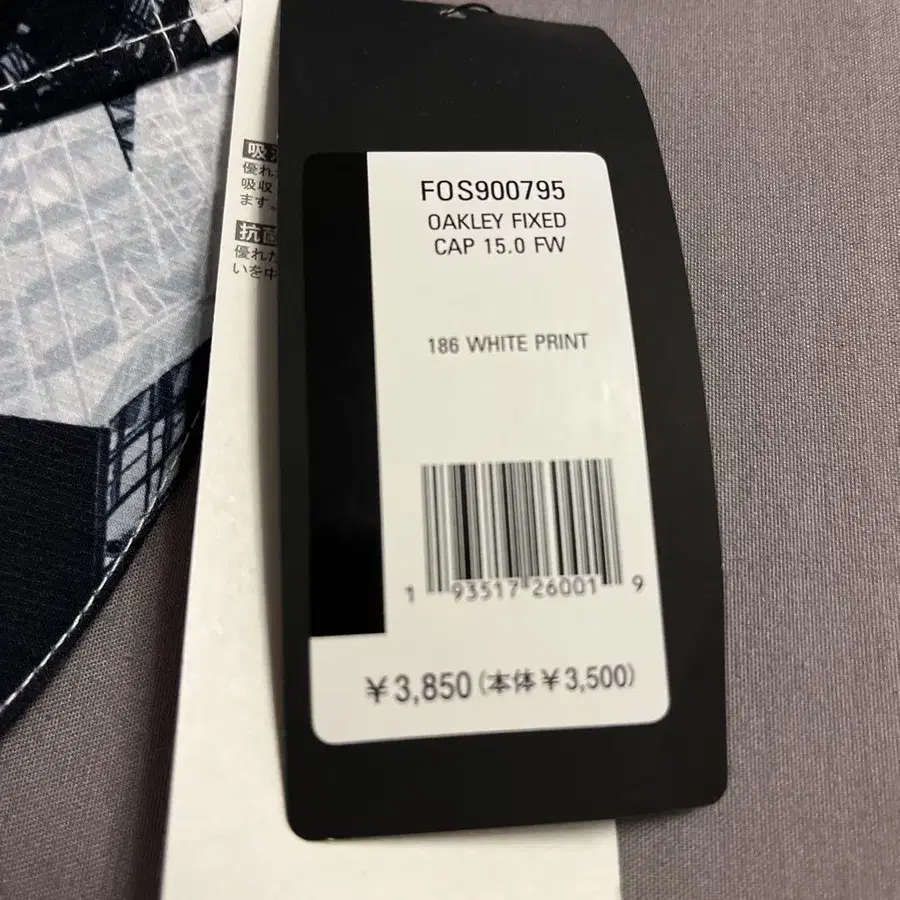 吸
優れ
吸収
ます。
抗菌
優れた
いを中
FOS900795
OAKLEY FIXED
CAP 15.0 FW
186 WHITE PRINT
1 93517 26001 9
¥3,850(本体¥3,500)